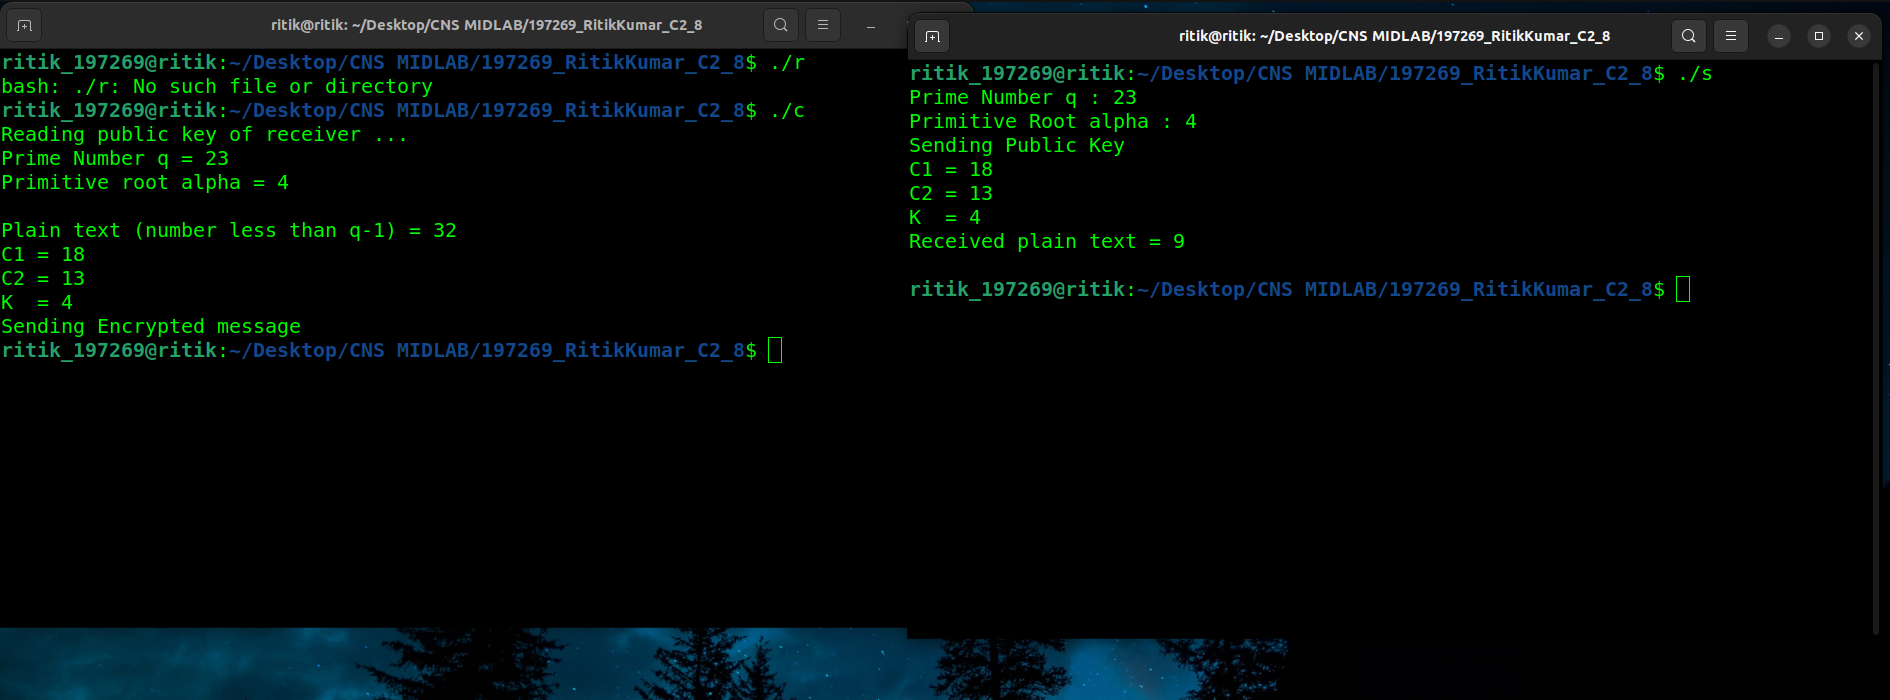 ritik@ritik: ~/Desktop/CNS MIDLAB/197269_RitikKumar_C2_8
ritik_197269@ritik:~/Desktop/CNS MIDLAB/197269_RitikKumar_C2_8$ ./r
bash: ./r: No such file or directory
ritik_197269@ritik:~/Desktop/CNS MIDLAB/197269_RitikKumar_C2_8$ ./c
Reading public key of receiver ...
Prime Number q = 23
Primitive root alpha = 4
Plain text (number less than q-1) = 32
C1 = 18
C2 = 13
K  = 4
Sending Encrypted message
ritik_197269@ritik:~/Desktop/CNS MIDLAB/197269_RitikKumar_C2_8$
ritik@ritik: ~/Desktop/CNS MIDLAB/197269_RitikKumar_C2_8
ritik_197269@ritik:~/Desktop/CNS MIDLAB/197269_RitikKumar_C2_8$ ./s
Prime Number q : 23
Primitive Root alpha : 4
Sending Public Key
C1 = 18
C2 = 13
K  = 4
Received plain text = 9
ritik_197269@ritik:~/Desktop/CNS MIDLAB/197269_RitikKumar_C2_8$